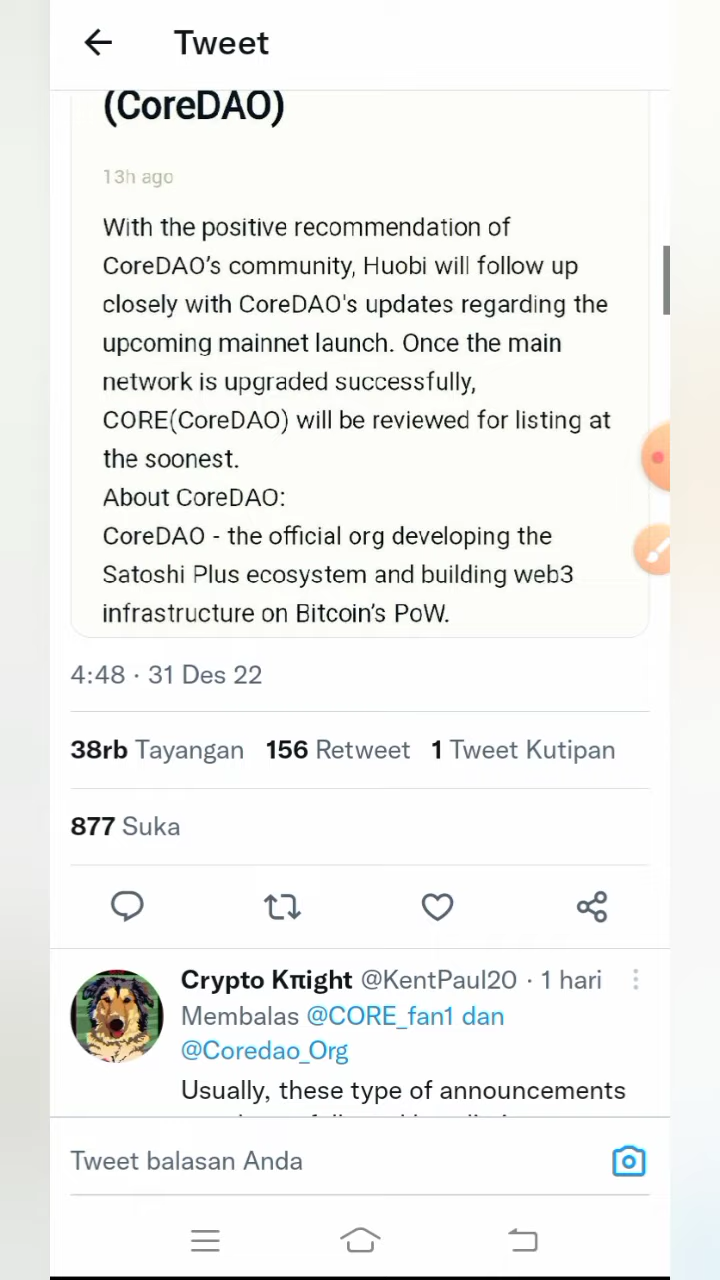 Tweet
(CoreDAO)
13h ago
With the positive recommendation of
CoreDAO's community, Huobi will follow up
closely with CoreDAO's updates regarding the
upcoming mainnet launch. Once the main
network is upgraded successfully,
CORE(CoreDAO) will be reviewed for listing at
the soonest.
About CoreDAO:
CoreDAO - the official org developing the
Satoshi Plus ecosystem and building web3
infrastructure on Bitcoin's PoW.
4:48 · 31 Des 22
38rb Tayangan 156 Retweet 1 Tweet Kutipan
877 Suka
Crypto Kπight @KentPaul20 · 1 hari
Membalas @CORE_fan1 dan
@Coredao_Org
Usually, these type of announcements
Tweet balasan Anda